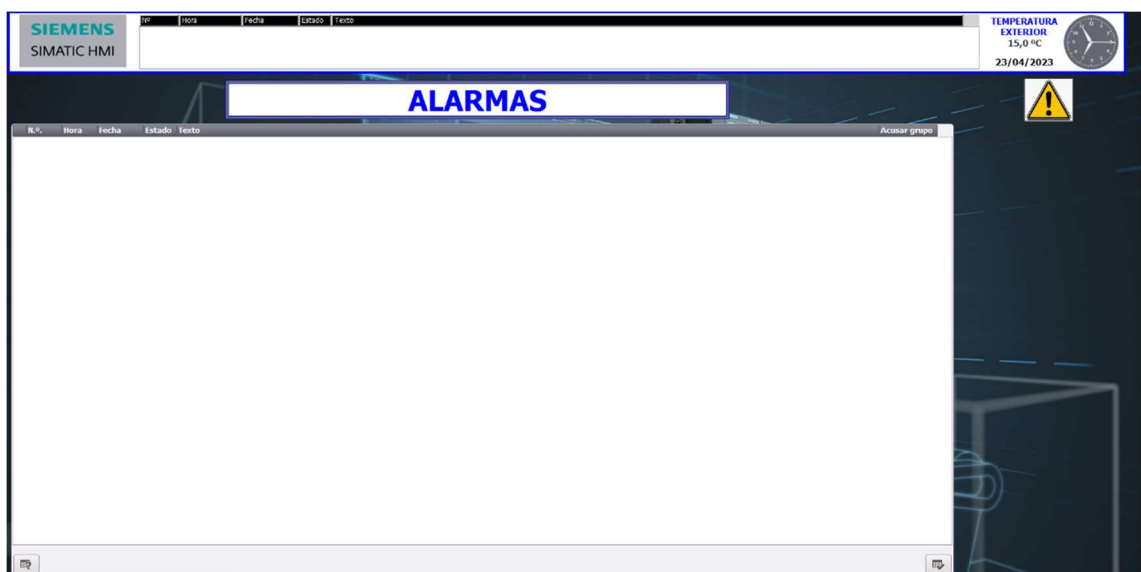 SIEMENS
SIMATIC HMI
Nº Hora Fecha Estado Texto
TEMPERATURA
EXTERIOR
15,0 ºC
23/04/2023
ALARMAS
N.º. Hora Fecha Estado Texto Acusar grupo